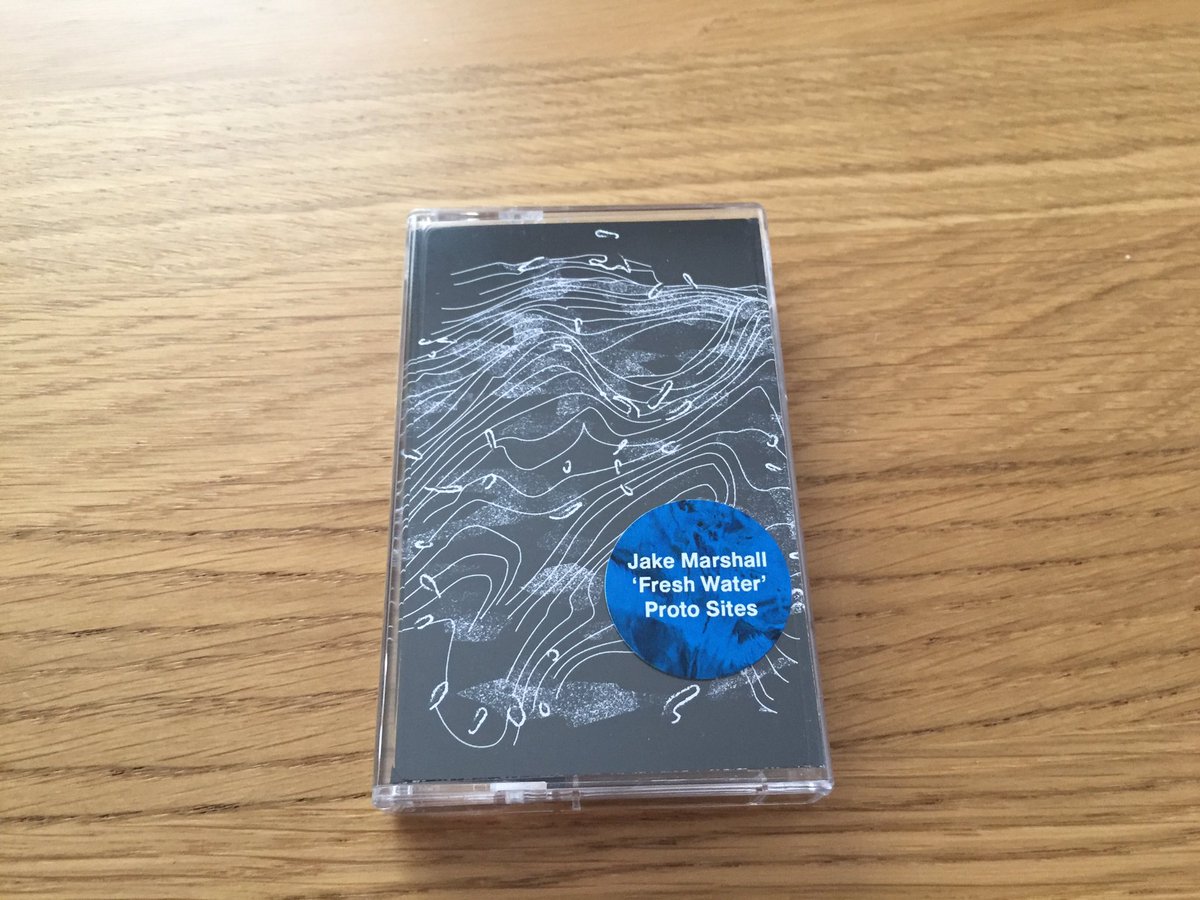 Jake Marshall
‘Fresh Water’
Proto Sites